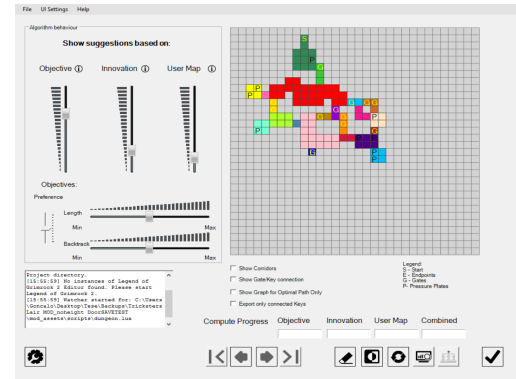 File UI Settings Help
Algorithm behaviour
Show suggestions based on:
Objective Innovation User Map
Objectives:
Preference
Length
Min Max
Backtrack
Min Max
Project directory.
[15:55:59] No instances of Legend of
Grimrock 2 Editor found. Please start
Legend of Grimrock 2.
[15:55:59] Watcher started for: C:\Users
\Goncalo\Desktop\Tese\Backups\Tricksters
Lair MOD_noheight DoorSAVETEST
\mod_assets\scripts\dungeon.lua
S
P
G
P
P
G G G
G
G G P
P G
P
G
P
P
Show Corridors
Show Gate/Key connection
Show Graph for Optimal Path Only
Export only connected Keys
Legend:
S - Start
E - Endpoints
G - Gates
P- Pressure Plates
Compute Progress Objective Innovation User Map Combined